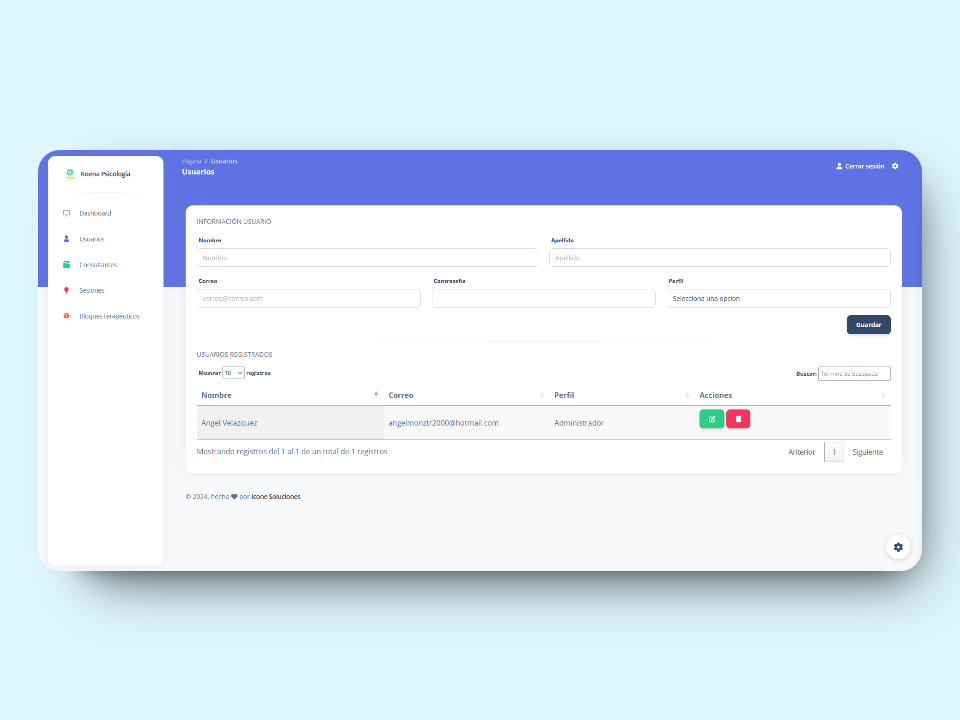 Koena Psicología
Dashboard
Usuarios
Consultantes
Sesiones
Bloques terapéuticos
Página / Usuarios
Usuarios
Cerrar sesión
INFORMACIÓN USUARIO
Nombre
Apellido
Nombre
Apellido
Correo
Contraseña
Perfil
correo@correo.com
Selecciona una opcion
Guardar
USUARIOS REGISTRADOS
Mostrar 10 registros
Buscar: Término de búsqueda
Nombre Correo Perfil Acciones
Angel Velazquez angelmonztr2000@hotmail.com Administrador
Mostrando registros del 1 al 1 de un total de 1 registros
Anterior 1 Siguiente
© 2024, hecho ❤ por Icone Soluciones